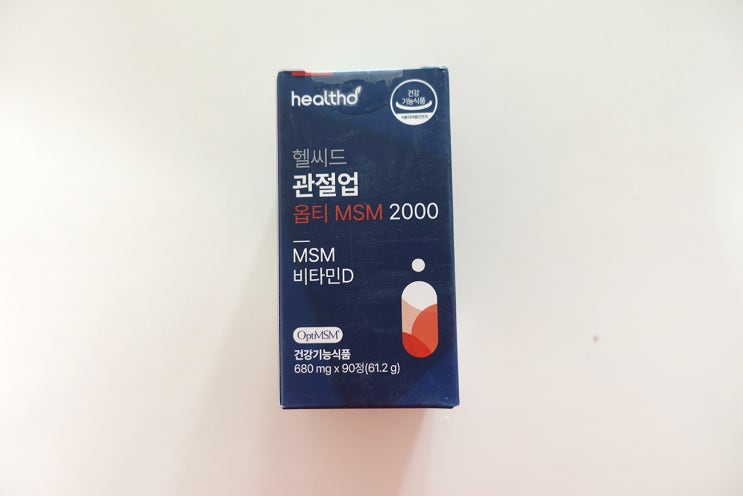 healthd
건강
기능식품
헬씨드
관절업
옵티 MSM 2000
MSM
비타민D
OptiMSM®
건강기능식품
680 mg x 90정(61.2 g)